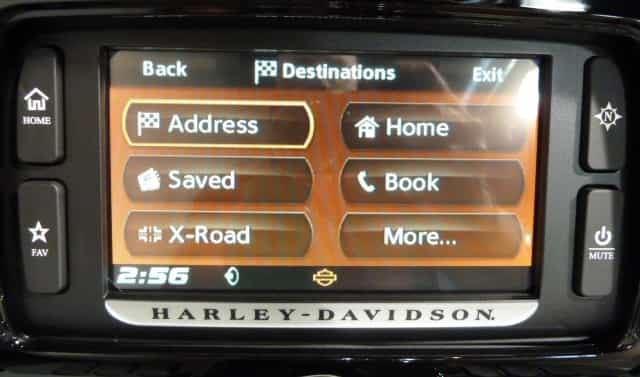 Back Destinations Exit
HOME Address Home N
Saved Book
FAV X-Road More... MUTE
2:56
HARLEY-DAVIDSON